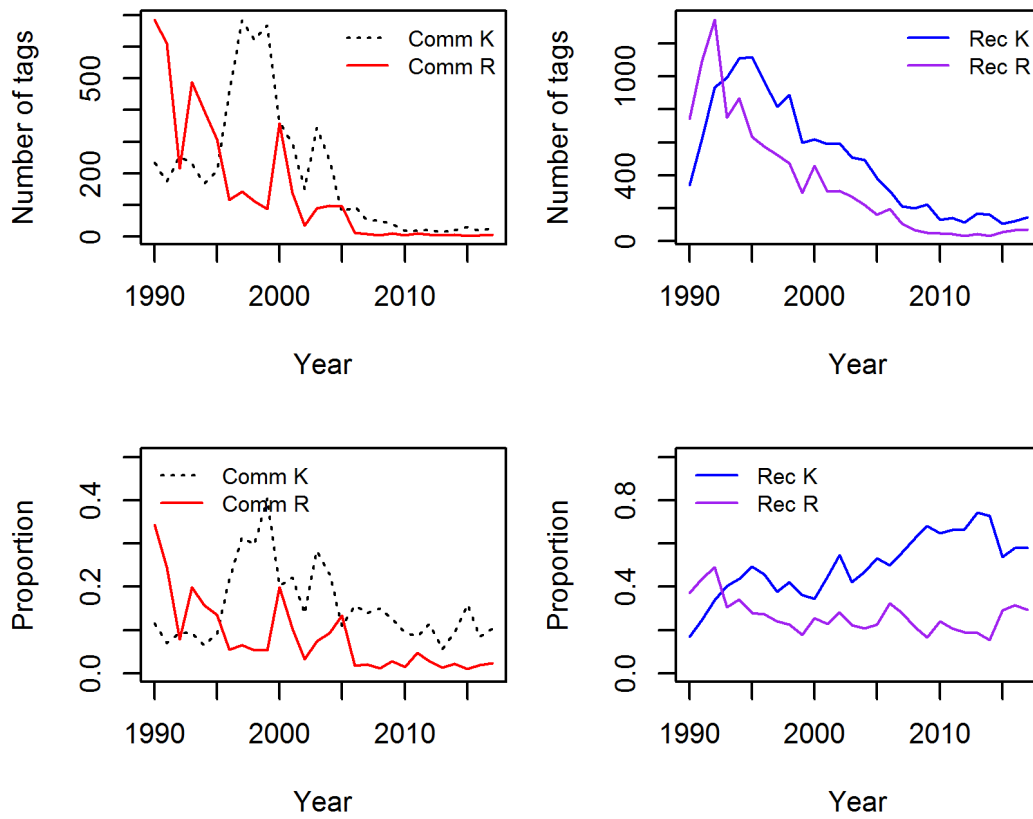 Number of tags
0 200 500
Comm K
Comm R
1990 2000 2010
Year
Number of tags
0 400 1000
Rec K
Rec R
1990 2000 2010
Year
Proportion
0.0 0.2 0.4
Comm K
Comm R
1990 2000 2010
Year
Proportion
0.0 0.4 0.8
Rec K
Rec R
1990 2000 2010
Year